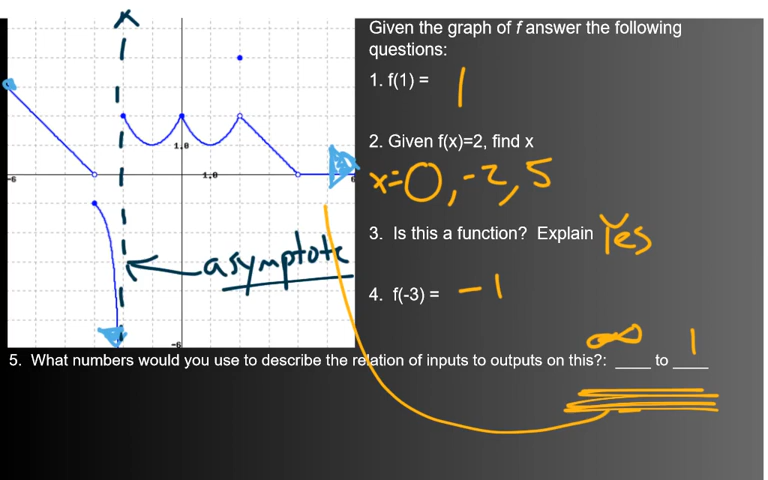 Given the graph of f answer the following
questions:
1. f(1) = 1
2. Given f(x)=2, find x
x=0, -2, 5
3. Is this a function? Explain Yes
4. f(-3) = -1
1.0
-6
1.0
6
asymptote
-6
∞ 1
5. What numbers would you use to describe the relation of inputs to outputs on this?: ____ to ____